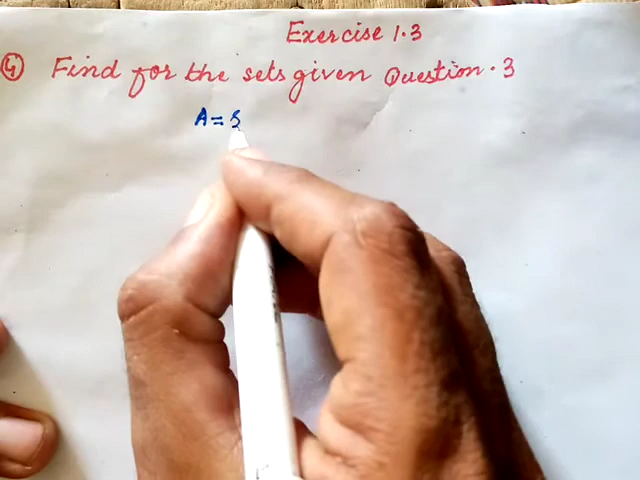 Exercise 1.3
④ Find for the sets given Question. 3
A = {